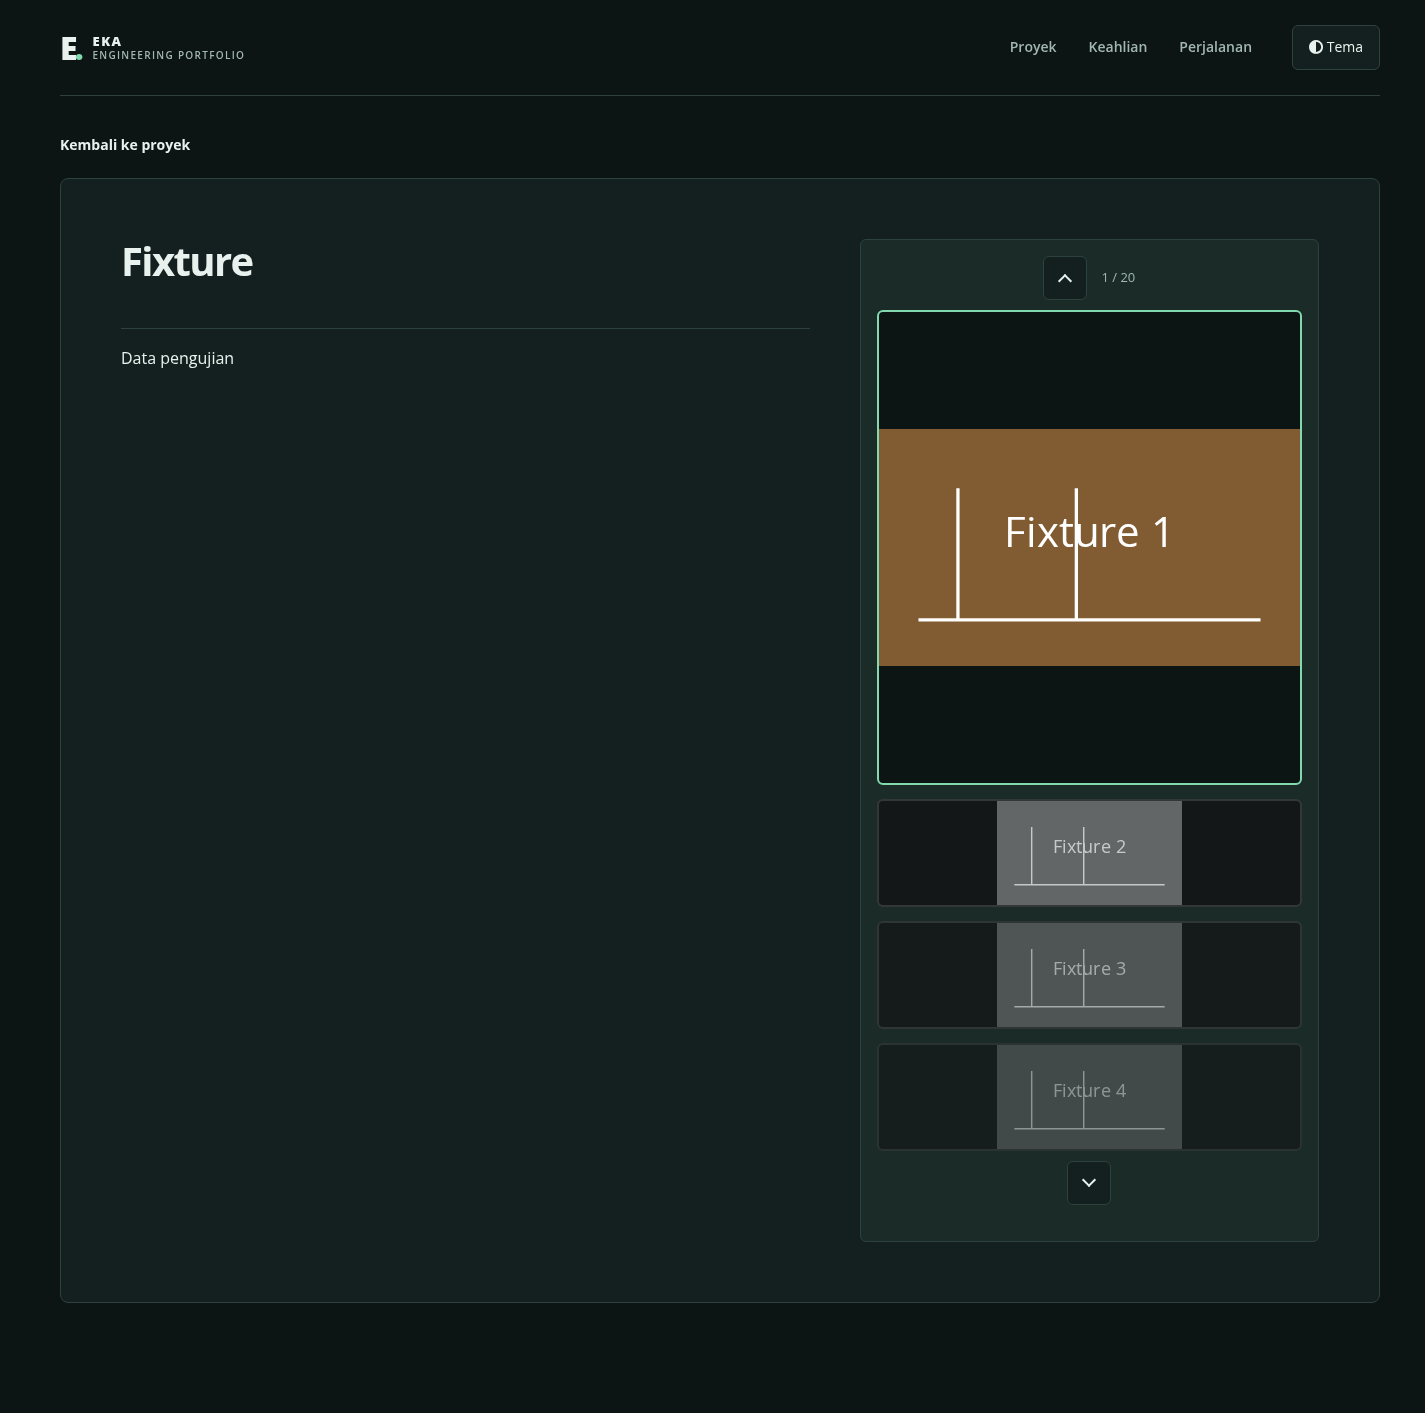 E.
EKA
ENGINEERING PORTFOLIO
Proyek
Keahlian
Perjalanan
Tema
Kembali ke proyek
Fixture
Data pengujian
1 / 20
Fixture 1
Fixture 2
Fixture 3
Fixture 4